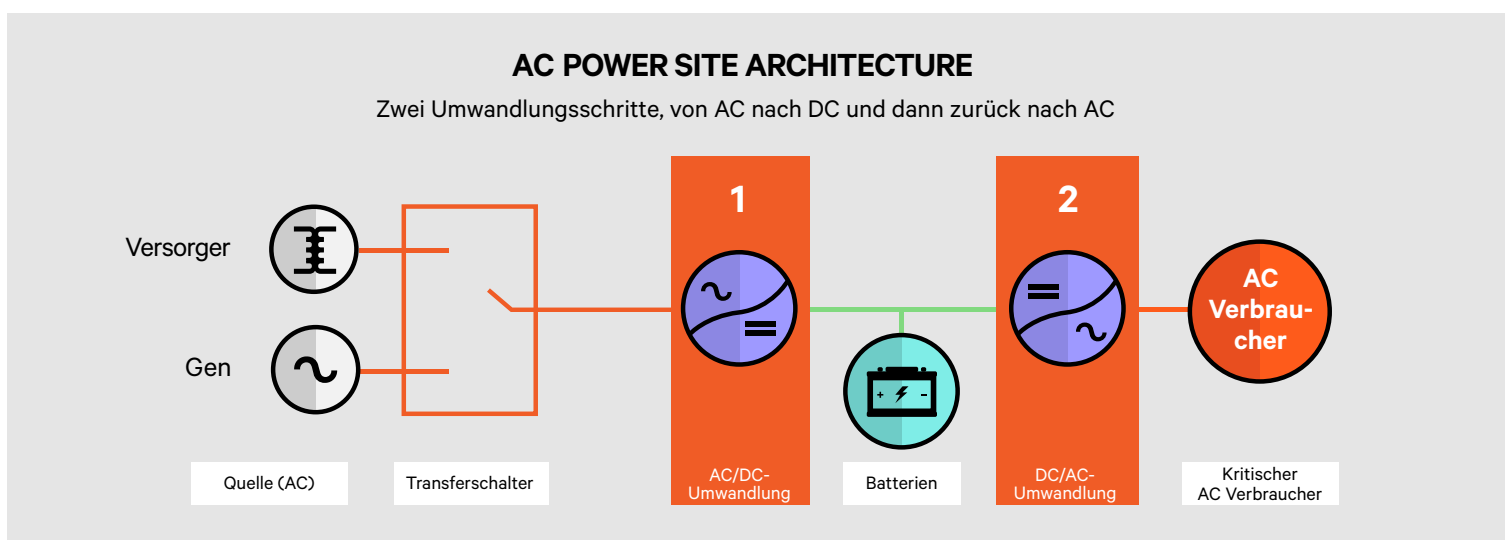 AC POWER SITE ARCHITECTURE
Zwei Umwandlungsschritte, von AC nach DC und dann zurück nach AC
1
2
Versorger
Gen
AC
Verbrau-
cher
+ -
Quelle (AC)
Transferschalter
AC/DC-
Umwandlung
Batterien
DC/AC-
Umwandlung
Kritischer
AC Verbraucher